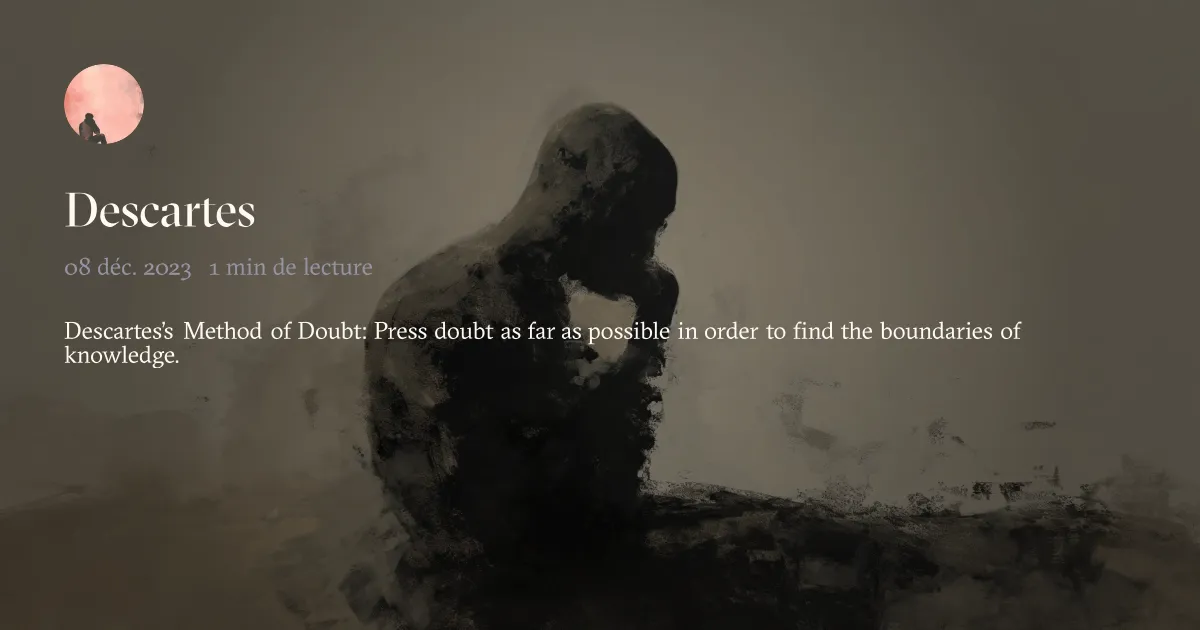 Descartes
08 déc. 2023 1 min de lecture
Descartes’s Method of Doubt: Press doubt as far as possible in order to find the boundaries of
knowledge.